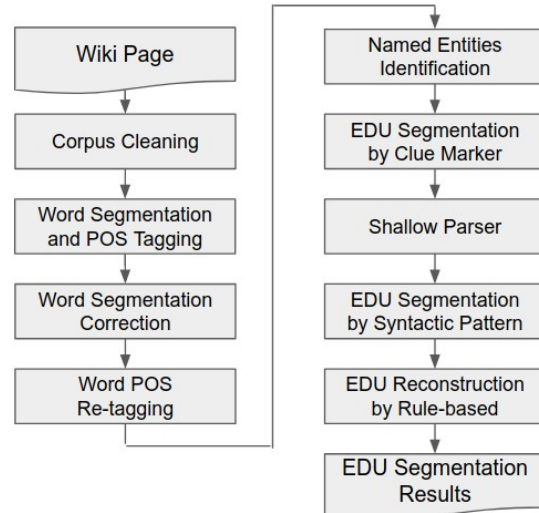 Wiki Page
Corpus Cleaning
Word Segmentation
and POS Tagging
Word Segmentation
Correction
Word POS
Re-tagging
Named Entities
Identification
EDU Segmentation
by Clue Marker
Shallow Parser
EDU Segmentation
by Syntactic Pattern
EDU Reconstruction
by Rule-based
EDU Segmentation
Results